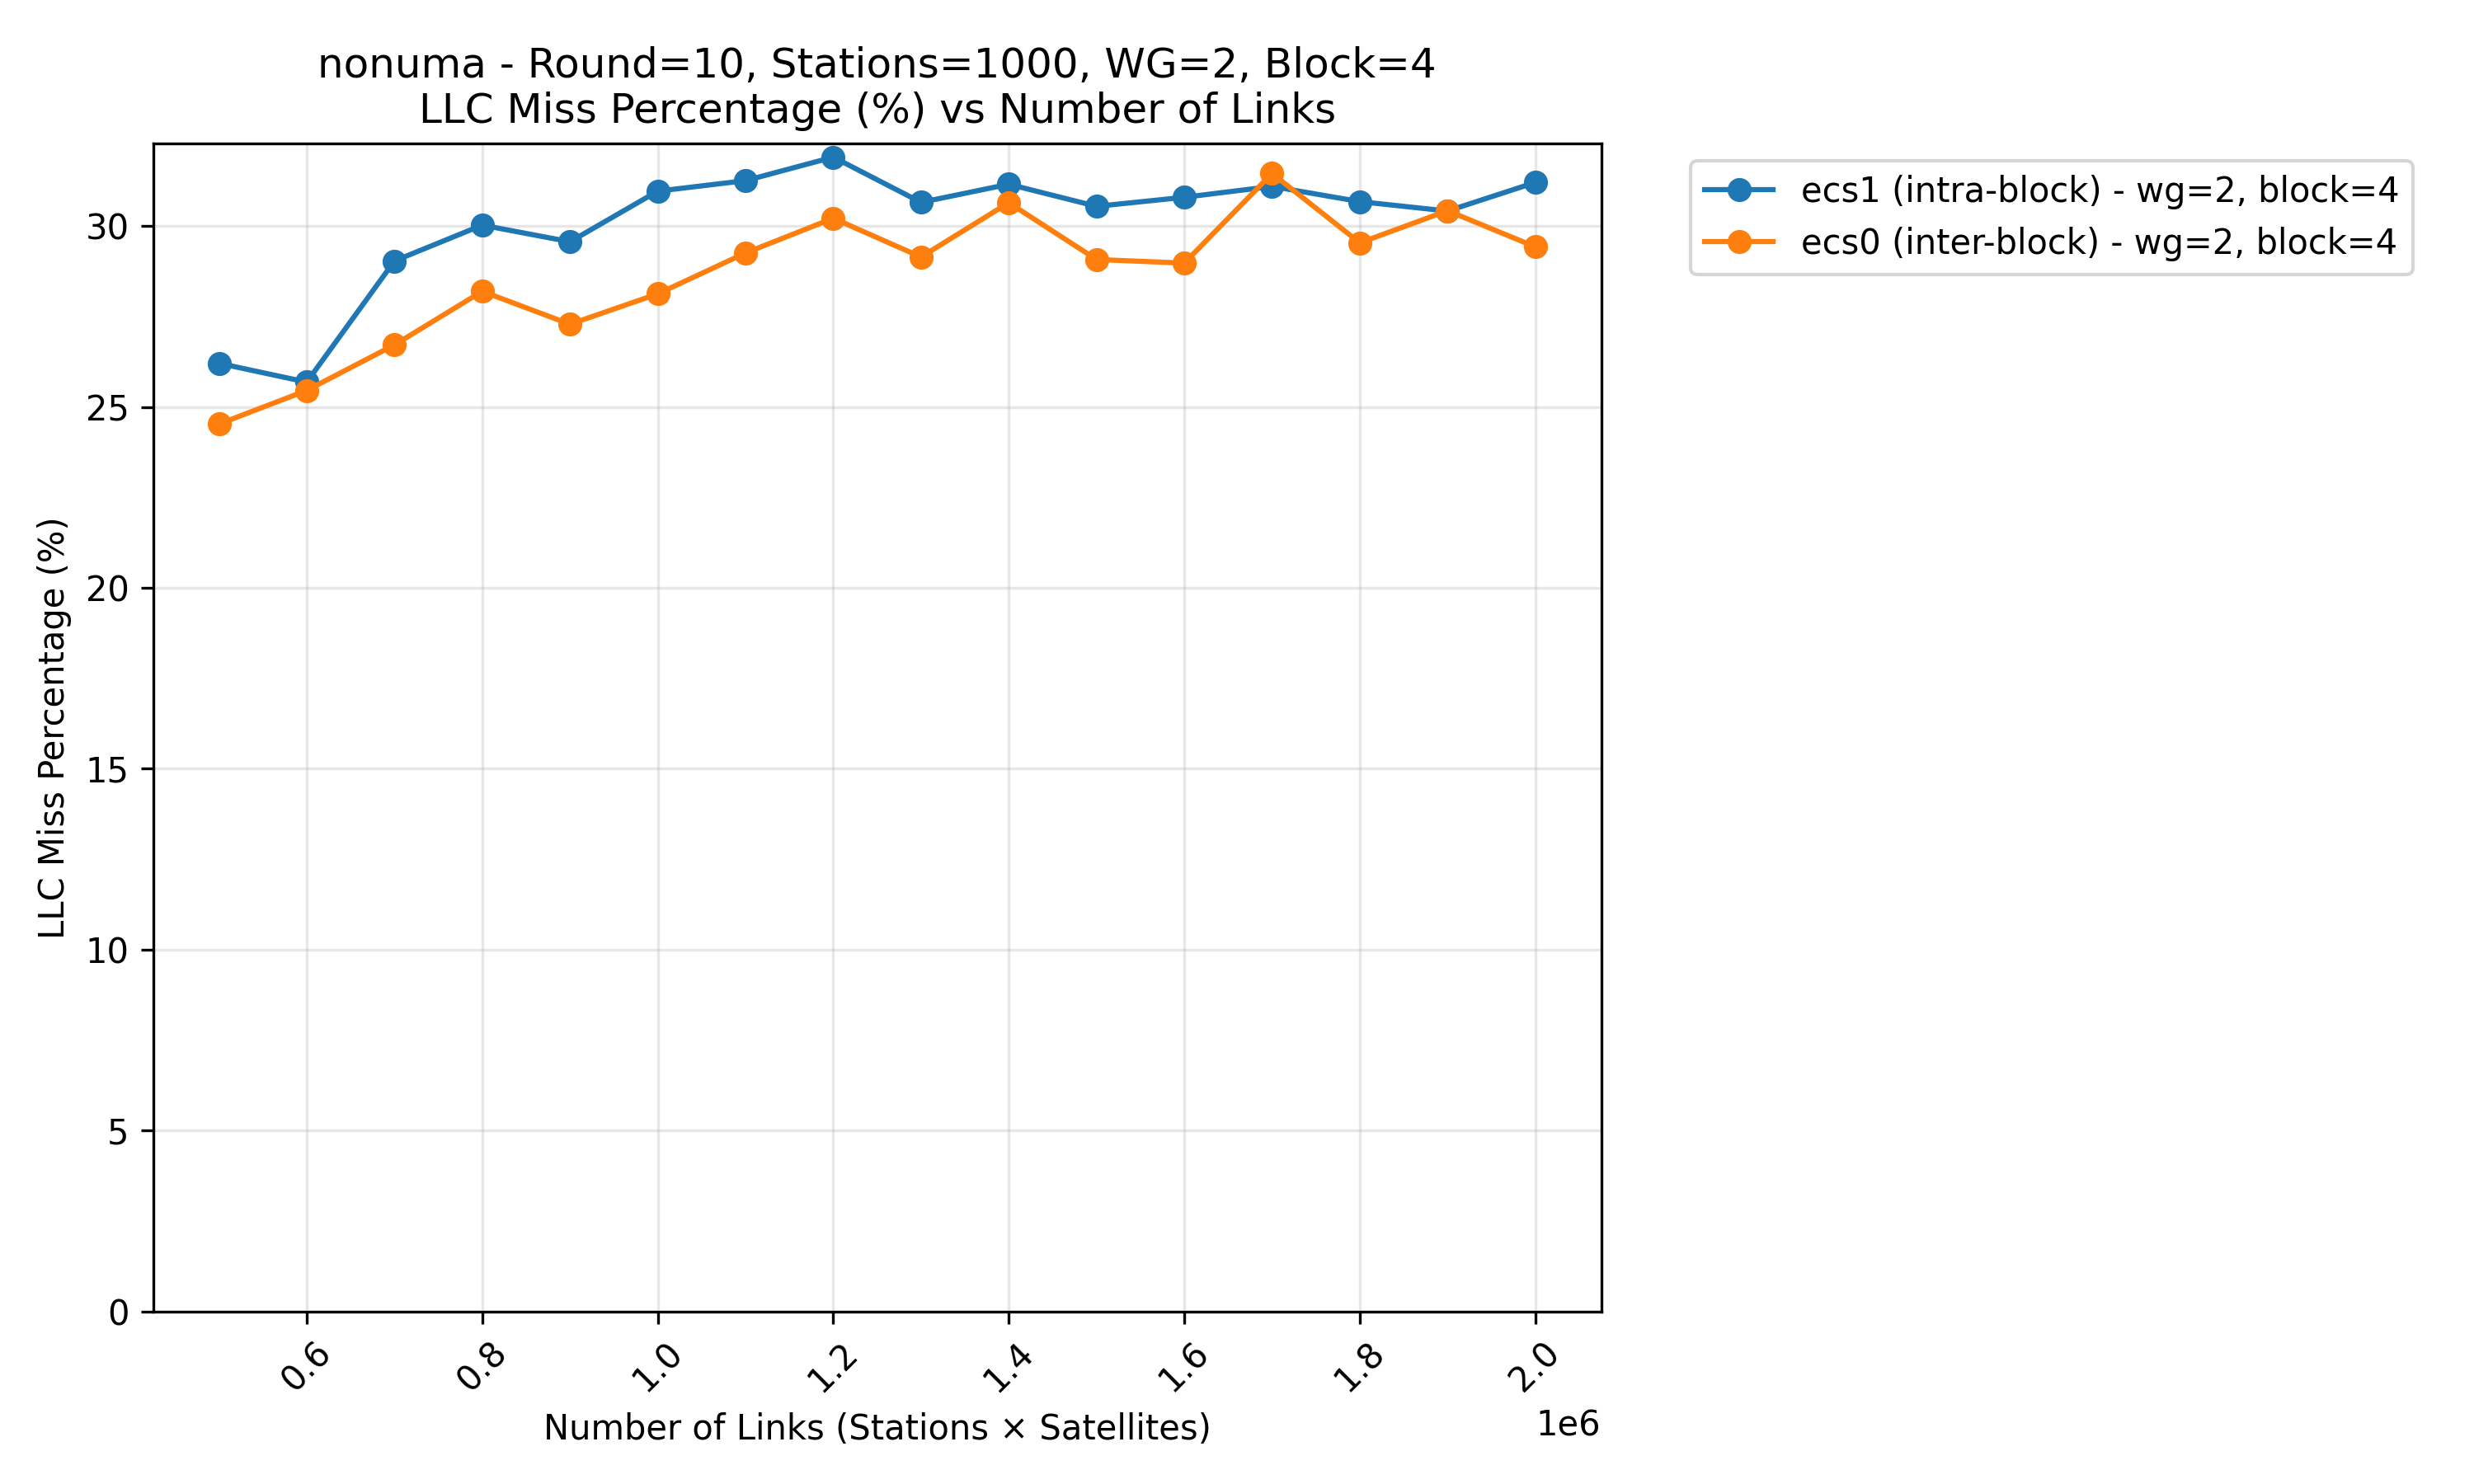 nonuma - Round=10, Stations=1000, WG=2, Block=4
LLC Miss Percentage (%) vs Number of Links
ecs1 (intra-block) - wg=2, block=4
ecs0 (inter-block) - wg=2, block=4
LLC Miss Percentage (%)
30
25
20
15
10
5
0
0.6 0.8 1.0 1.2 1.4 1.6 1.8 2.0
1e6
Number of Links (Stations × Satellites)